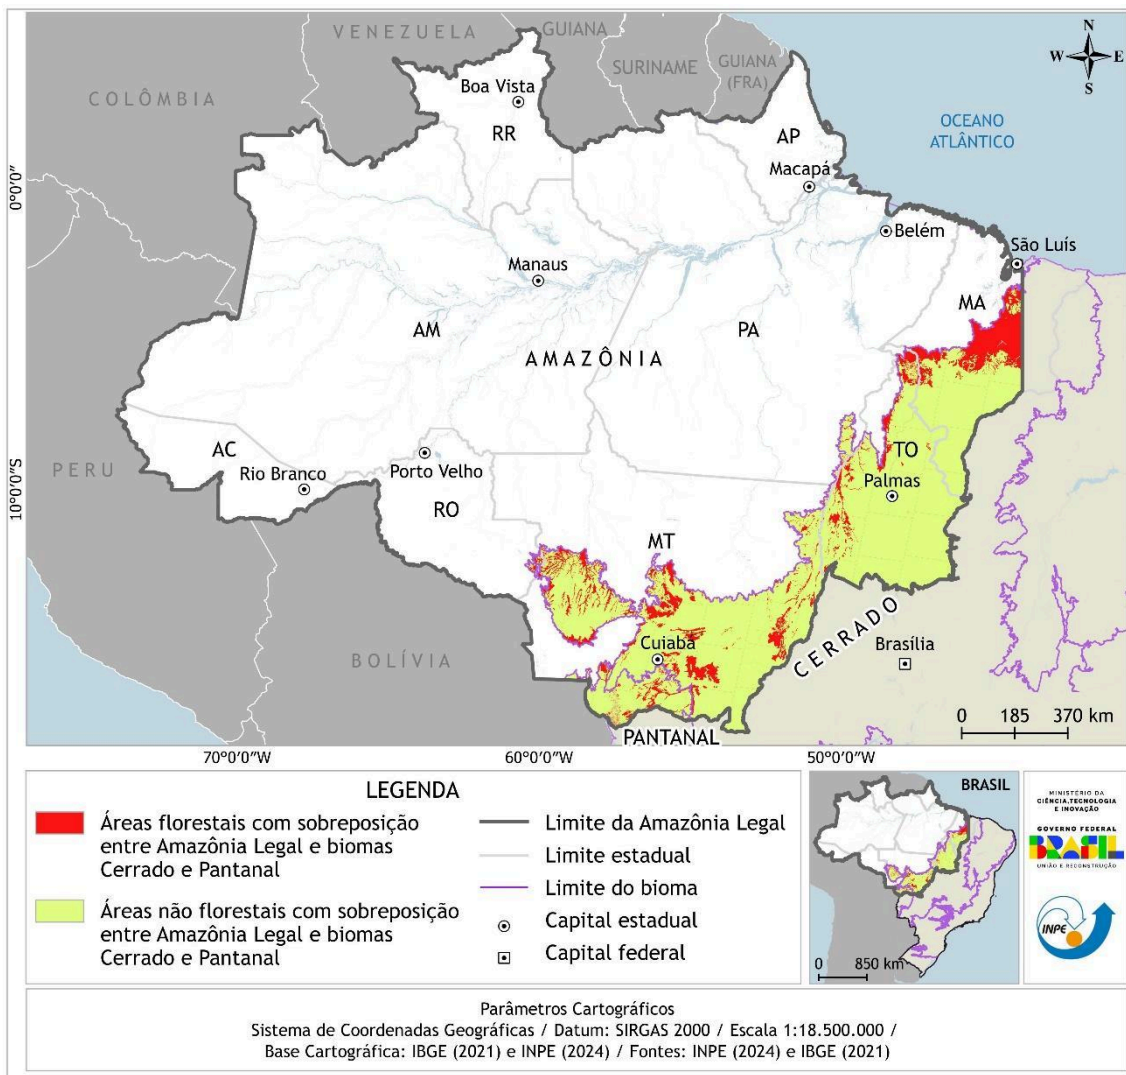 VENEZUELA
GUIANA
SURINAME
GUIANA
(FRA)
COLÔMBIA
Boa Vista
RR
AP
Macapá
OCEANO
ATLÂNTICO
N
W
E
S
0°0'0"
Belém
São Luís
Manaus
MA
AM
PA
AMAZÔNIA
PERU
AC
Rio Branco
Porto Velho
RO
TO
Palmas
10°0'0"S
MT
BOLÍVIA
Cuiabá
CERRADO
Brasília
PANTANAL
0 185 370 km
70°0'0"W
60°0'0"W
50°0'0"W
LEGENDA
Áreas florestais com sobreposição
entre Amazônia Legal e biomas
Cerrado e Pantanal
Áreas não florestais com sobreposição
entre Amazônia Legal e biomas
Cerrado e Pantanal
Limite da Amazônia Legal
Limite estadual
Limite do bioma
Capital estadual
Capital federal
BRASIL
0 850 km
MINISTÉRIO DA
CIÊNCIA, TECNOLOGIA
E INOVAÇÃO
GOVERNO FEDERAL
BRASIL
UNIÃO E RECONSTRUÇÃO
INPE
Parâmetros Cartográficos
Sistema de Coordenadas Geográficas / Datum: SIRGAS 2000 / Escala 1:18.500.000 /
Base Cartográfica: IBGE (2021) e INPE (2024) / Fontes: INPE (2024) e IBGE (2021)